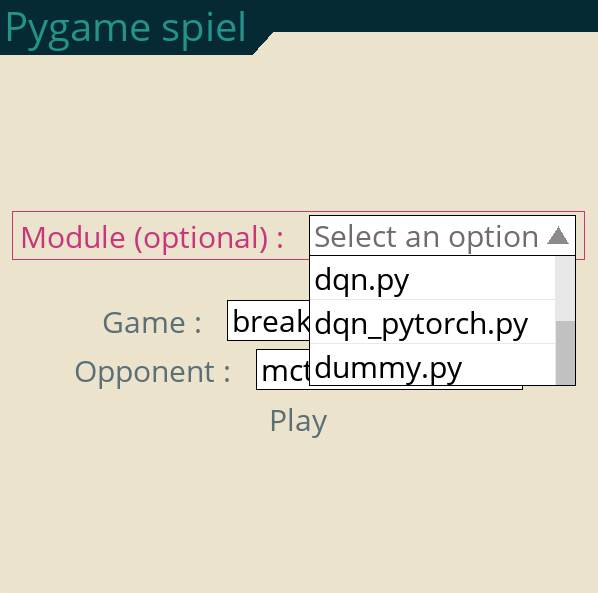 Pygame spiel
Module (optional) : Select an option
dqn.py
dqn_pytorch.py
dummy.py
Game :
Opponent :
Play